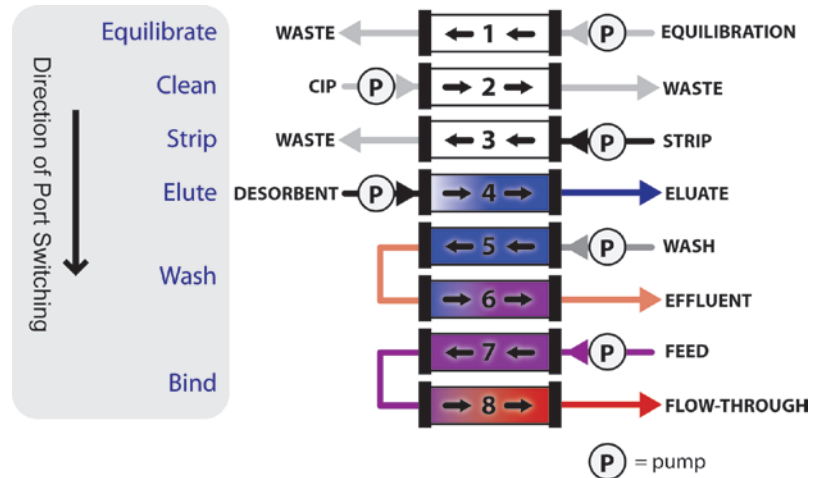 Direction of Port Switching
Equilibrate
WASTE
1
P
EQUILIBRATION
Clean
CIP
P
2
WASTE
Strip
WASTE
3
P
STRIP
Elute
DESORBENT
P
4
ELUATE
Wash
5
P
WASH
6
EFFLUENT
Bind
7
P
FEED
8
FLOW-THROUGH
P = pump